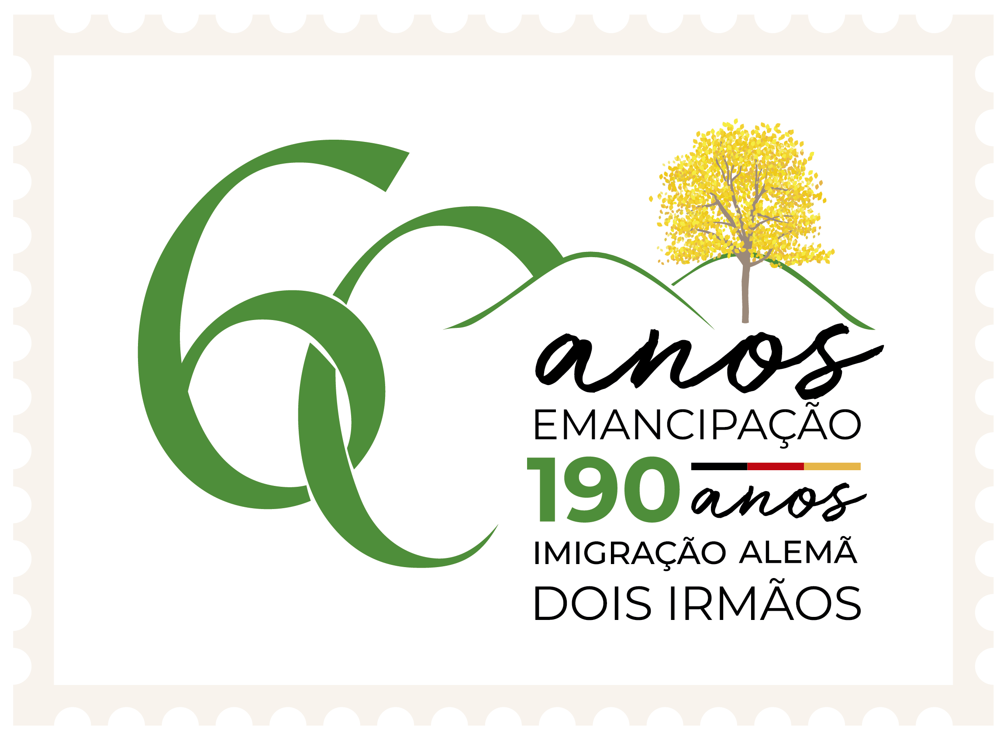 60 anos
EMANCIPAÇÃO
190 anos
IMIGRAÇÃO ALEMÃ
DOIS IRMÃOS